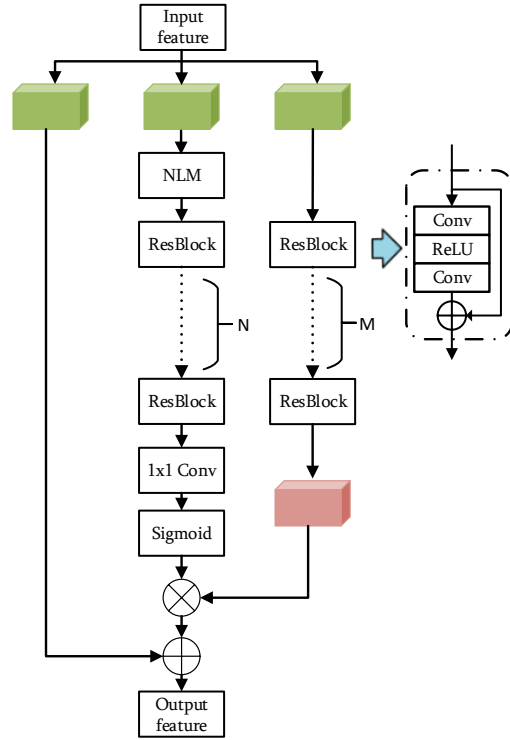 Input
feature
NLM
ResBlock
ResBlock
Conv
ReLU
Conv
N
M
ResBlock
ResBlock
1x1 Conv
Sigmoid
Output
feature